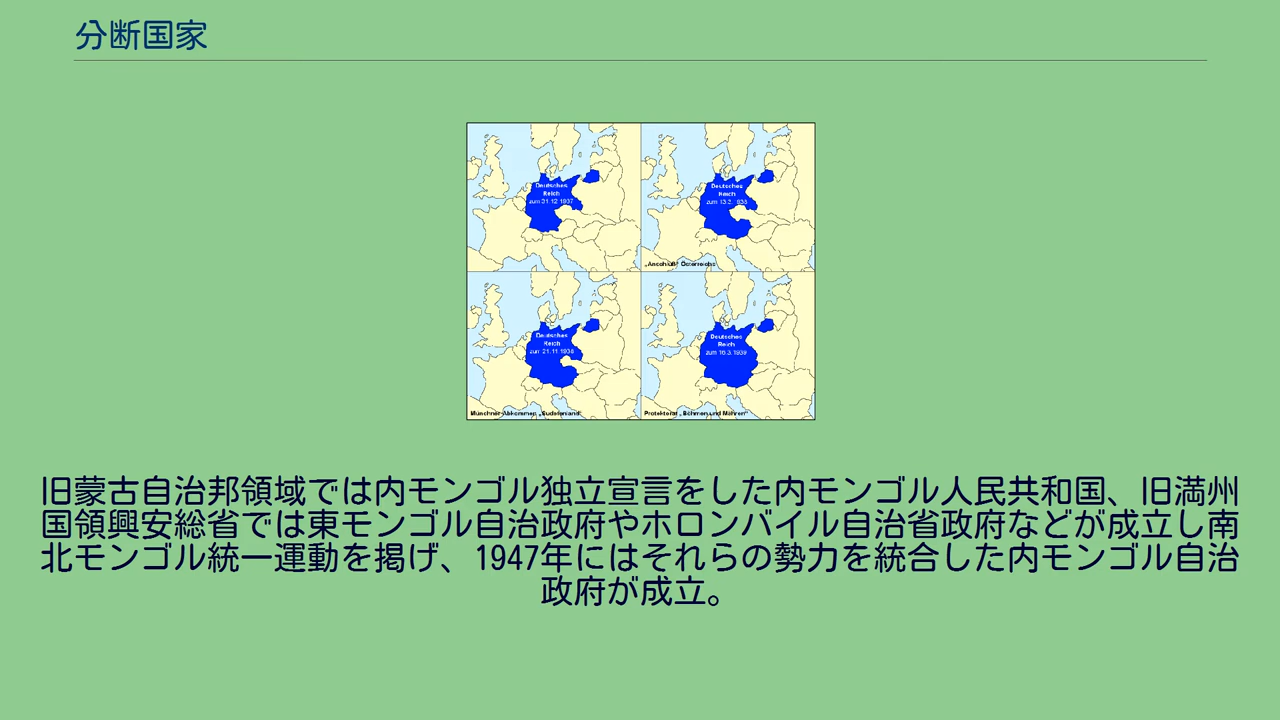 分断国家
Deutsches
Reich
zum 31.12.1937
Deutsches
Reich
zum 13.3.1938
„Anschluß“ Österreichs
Deutsches
Reich
zum 21.11.1938
Münchner Abkommen „Sudetenland“
Deutsches
Reich
zum 16.3.1939
Protektorat „Böhmen und Mähren“
旧蒙古自治邦領域では内モンゴル独立宣言をした内モンゴル人民共和国、旧満州
国領興安総省では東モンゴル自治政府やホロンバイル自治省政府などが成立し南
北モンゴル統一運動を掲げ、1947年にはそれらの勢力を統合した内モンゴル自治
政府が成立。